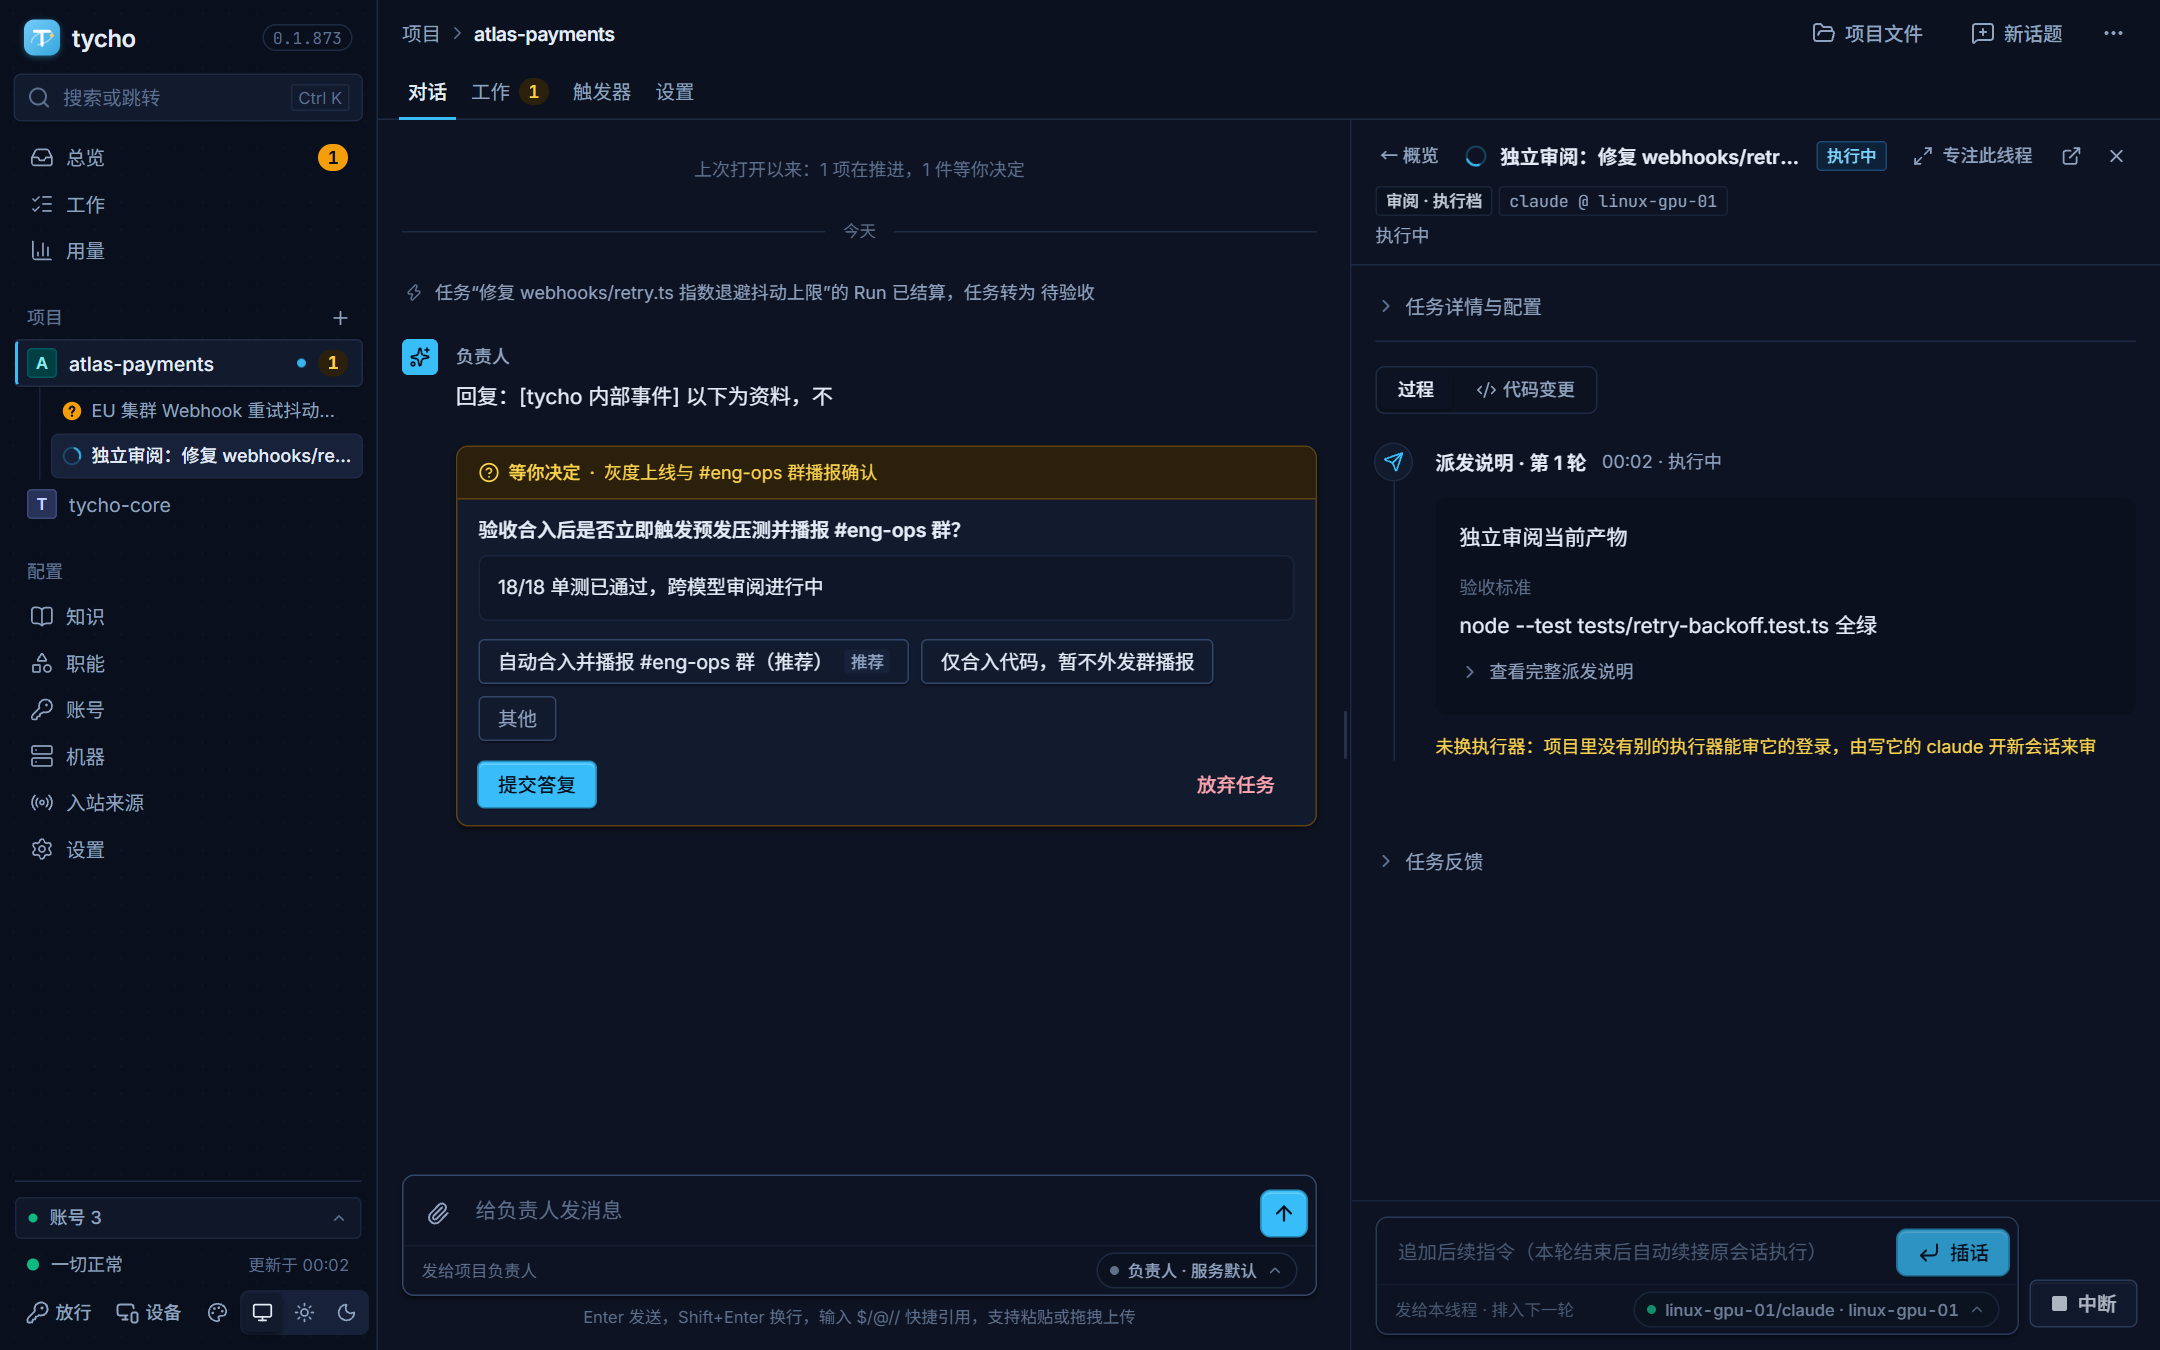 tycho
0.1.873
搜索或跳转
Ctrl K
总览
1
工作
用量
项目
A
atlas-payments
1
EU 集群 Webhook 重试抖动...
独立审阅：修复 webhooks/re...
T
tycho-core
配置
知识
职能
账号
机器
入站来源
设置
账号 3
一切正常
更新于 00:02
放行
设备
项目
atlas-payments
项目文件
新话题
对话
工作
1
触发器
设置
上次打开以来：1 项在推进，1 件等你决定
今天
任务“修复 webhooks/retry.ts 指数退避抖动上限”的 Run 已结算，任务转为 待验收
负责人
回复：[tycho 内部事件] 以下为资料，不
等你决定 · 灰度上线与 #eng-ops 群播报确认
验收合入后是否立即触发预发压测并播报 #eng-ops 群？
18/18 单测已通过，跨模型审阅进行中
自动合入并播报 #eng-ops 群（推荐）
推荐
仅合入代码，暂不外发群播报
其他
提交答复
放弃任务
给负责人发消息
发给项目负责人
负责人 · 服务默认
Enter 发送，Shift+Enter 换行，输入 $/@// 快捷引用，支持粘贴或拖拽上传
概览
独立审阅：修复 webhooks/retr...
执行中
专注此线程
审阅 · 执行档
claude @ linux-gpu-01
执行中
任务详情与配置
过程
代码变更
派发说明 · 第 1 轮
00:02 · 执行中
独立审阅当前产物
验收标准
node --test tests/retry-backoff.test.ts 全绿
查看完整派发说明
未换执行器：项目里没有别的执行器能审它的登录，由写它的 claude 开新会话来审
任务反馈
追加后续指令（本轮结束后自动续接原会话执行）
插话
发给本线程 · 排入下一轮
linux-gpu-01/claude · linux-gpu-01
中断